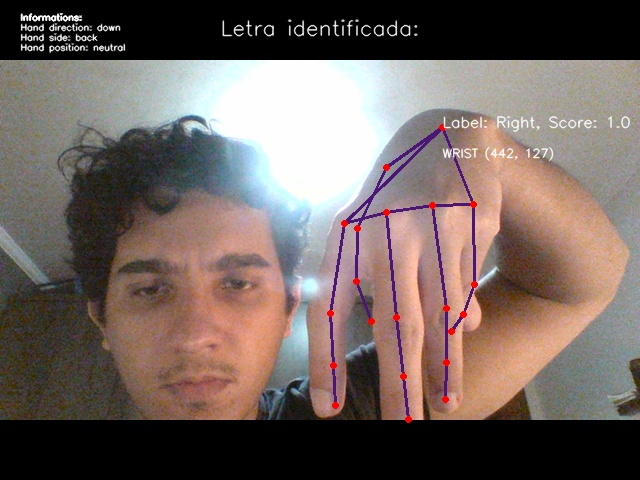 Informations:
Hand direction: down
Hand side: back
Hand position: neutral
Letra identificada:
Label: Right, Score: 1.0
WRIST (442, 127)